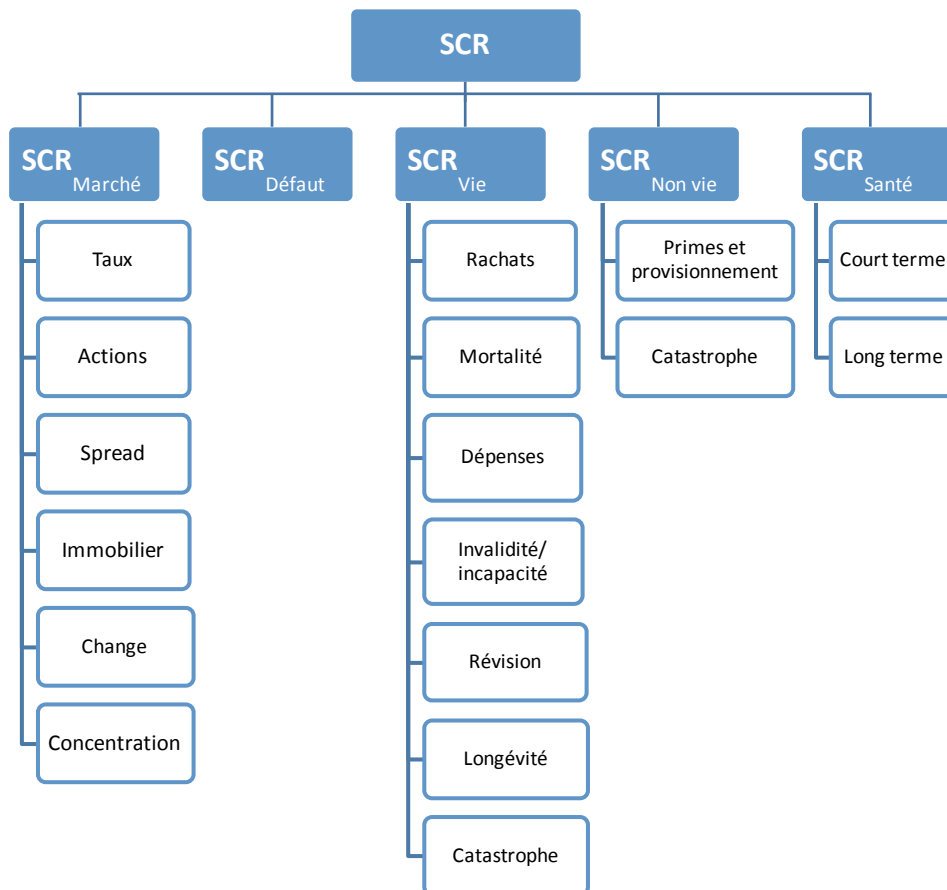 SCR
SCR
Marché
SCR
Défaut
SCR
Vie
SCR
Non vie
SCR
Santé
Taux
Actions
Spread
Immobilier
Change
Concentration
Rachats
Mortalité
Dépenses
Invalidité/
incapacité
Révision
Longévité
Catastrophe
Primes et
provisionnement
Catastrophe
Court terme
Long terme